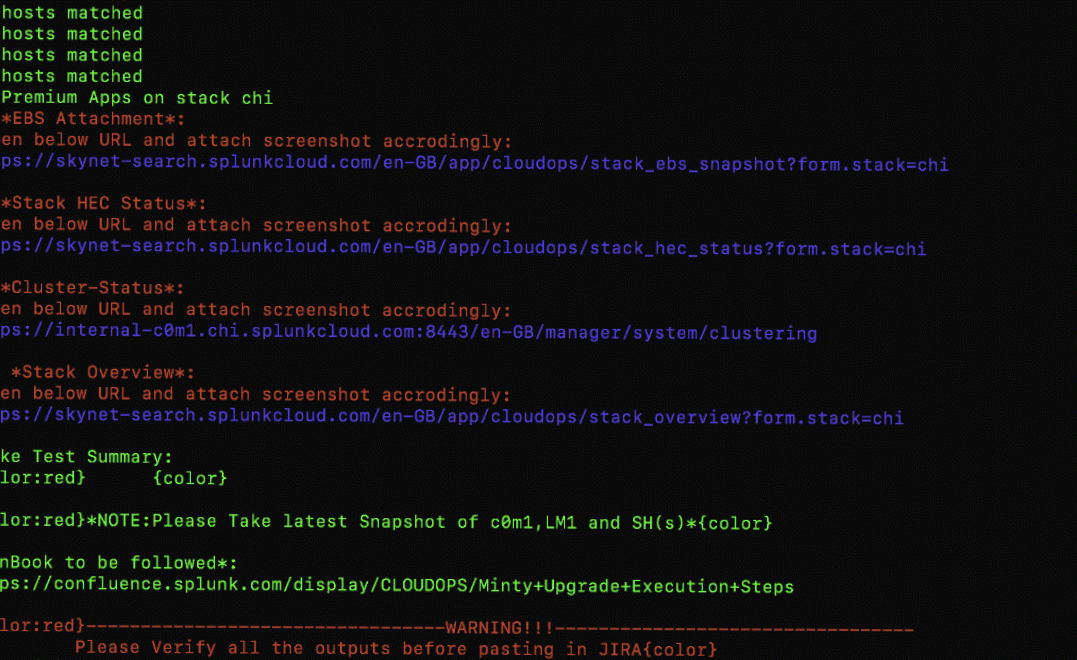 hosts matched
hosts matched
hosts matched
hosts matched
Premium Apps on stack chi
*EBS Attachment*:
en below URL and attach screenshot accrodingly:
ps://skynet-search.splunkcloud.com/en-GB/app/cloudops/stack_ebs_snapshot?form.stack=chi
*Stack HEC Status*:
en below URL and attach screenshot accrodingly:
ps://skynet-search.splunkcloud.com/en-GB/app/cloudops/stack_hec_status?form.stack=chi
*Cluster-Status*:
en below URL and attach screenshot accrodingly:
ps://internal-c0m1.chi.splunkcloud.com:8443/en-GB/manager/system/clustering
*Stack Overview*:
en below URL and attach screenshot accrodingly:
ps://skynet-search.splunkcloud.com/en-GB/app/cloudops/stack_overview?form.stack=chi
ke Test Summary:
lor:red}      {color}
lor:red}*NOTE:Please Take latest Snapshot of c0m1,LM1 and SH(s)*{color}
nBook to be followed*:
ps://confluence.splunk.com/display/CLOUDOPS/Minty+Upgrade+Execution+Steps
lor:red}---------------------------------WARNING!!!---------------------------------
Please Verify all the outputs before pasting in JIRA{color}